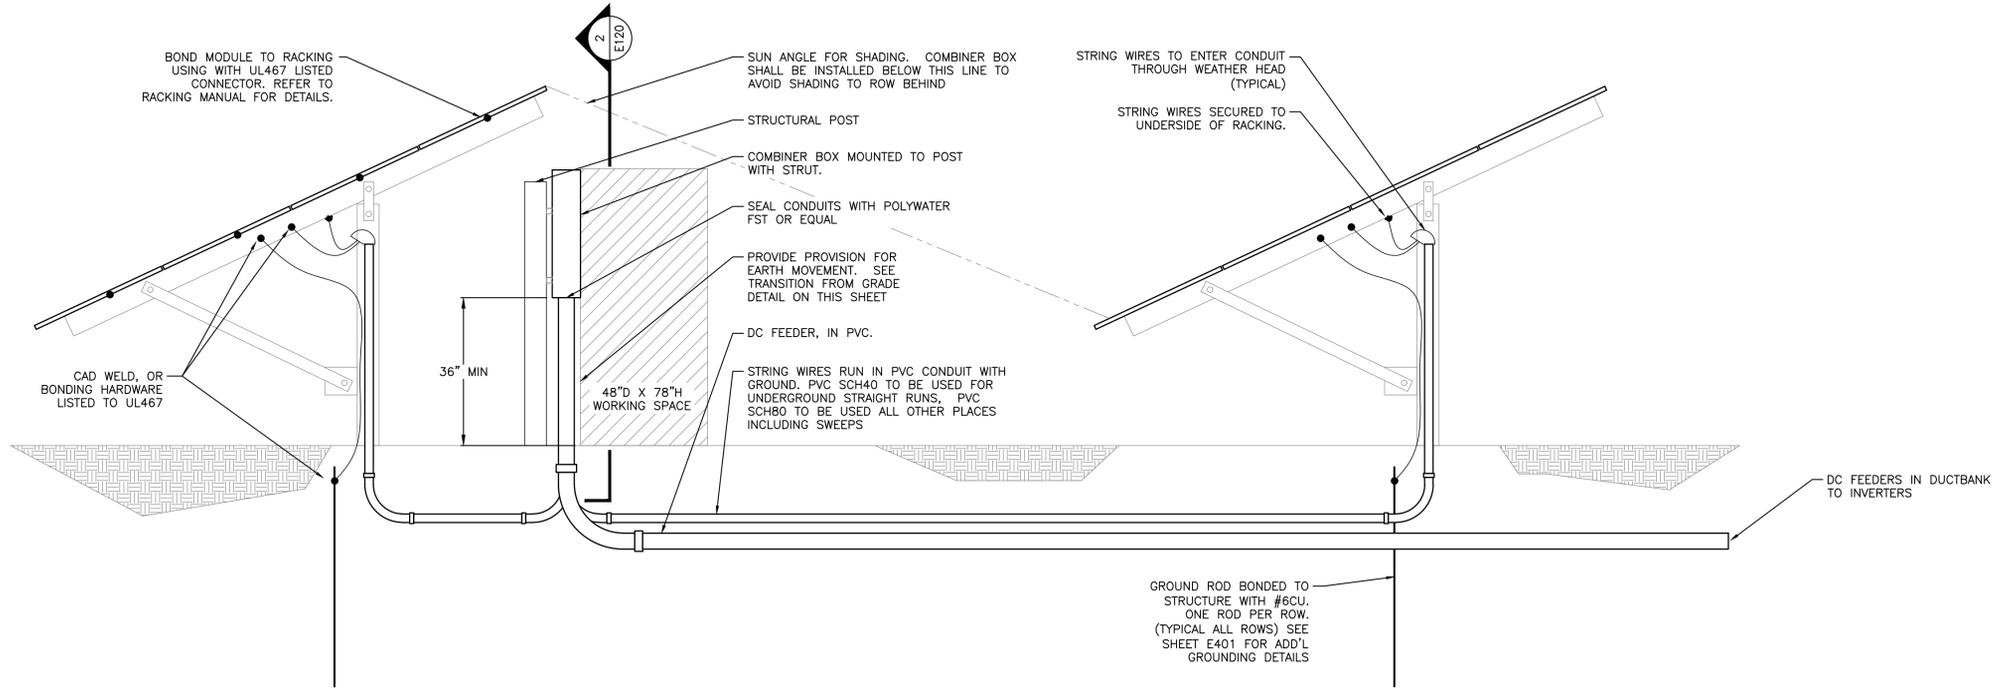 2
E120
BOND MODULE TO RACKING
USING WITH UL467 LISTED
CONNECTOR. REFER TO
RACKING MANUAL FOR DETAILS.
SUN ANGLE FOR SHADING. COMBINER BOX
SHALL BE INSTALLED BELOW THIS LINE TO
AVOID SHADING TO ROW BEHIND
STRUCTURAL POST
COMBINER BOX MOUNTED TO POST
WITH STRUT.
SEAL CONDUITS WITH POLYWATER
FST OR EQUAL
PROVIDE PROVISION FOR
EARTH MOVEMENT. SEE
TRANSITION FROM GRADE
DETAIL ON THIS SHEET
DC FEEDER, IN PVC.
STRING WIRES RUN IN PVC CONDUIT WITH
GROUND. PVC SCH40 TO BE USED FOR
UNDERGROUND STRAIGHT RUNS, PVC
SCH80 TO BE USED ALL OTHER PLACES
INCLUDING SWEEPS
STRING WIRES TO ENTER CONDUIT
THROUGH WEATHER HEAD
(TYPICAL)
STRING WIRES SECURED TO
UNDERSIDE OF RACKING.
CAD WELD, OR
BONDING HARDWARE
LISTED TO UL467
36" MIN
48"D X 78"H
WORKING SPACE
DC FEEDERS IN DUCTBANK
TO INVERTERS
GROUND ROD BONDED TO
STRUCTURE WITH #6CU.
ONE ROD PER ROW.
(TYPICAL ALL ROWS) SEE
SHEET E401 FOR ADD'L
GROUNDING DETAILS